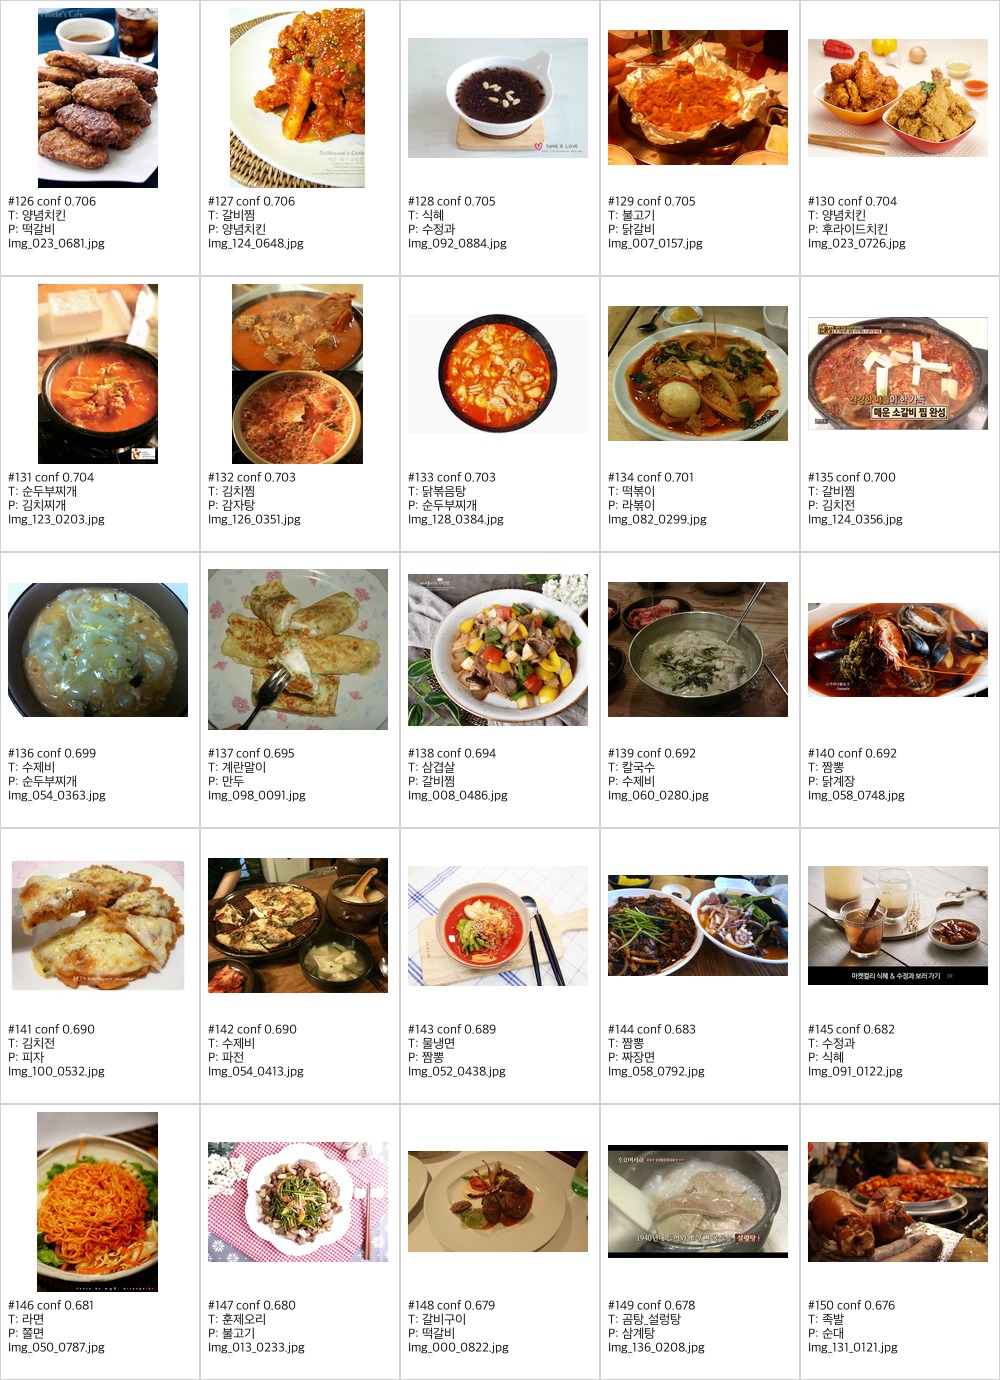 #126 conf 0.706
T: 양념치킨
P: 떡갈비
Img_023_0681.jpg
#127 conf 0.706
T: 갈비찜
P: 양념치킨
Img_124_0648.jpg
#128 conf 0.705
T: 식혜
P: 수정과
Img_092_0884.jpg
#129 conf 0.705
T: 불고기
P: 닭갈비
Img_007_0157.jpg
#130 conf 0.704
T: 양념치킨
P: 후라이드치킨
Img_023_0726.jpg
#131 conf 0.704
T: 순두부찌개
P: 김치찌개
Img_123_0203.jpg
#132 conf 0.703
T: 김치찜
P: 감자탕
Img_126_0351.jpg
#133 conf 0.703
T: 닭볶음탕
P: 순두부찌개
Img_128_0384.jpg
#134 conf 0.701
T: 떡볶이
P: 라볶이
Img_082_0299.jpg
매운 소갈비 찜 완성
#135 conf 0.700
T: 갈비찜
P: 김치전
Img_124_0356.jpg
#136 conf 0.699
T: 수제비
P: 순두부찌개
Img_054_0363.jpg
#137 conf 0.695
T: 계란말이
P: 만두
Img_098_0091.jpg
#138 conf 0.694
T: 삼겹살
P: 갈비찜
Img_008_0486.jpg
#139 conf 0.692
T: 칼국수
P: 수제비
Img_060_0280.jpg
#140 conf 0.692
T: 짬뽕
P: 닭계장
Img_058_0748.jpg
#141 conf 0.690
T: 김치전
P: 피자
Img_100_0532.jpg
#142 conf 0.690
T: 수제비
P: 파전
Img_054_0413.jpg
#143 conf 0.689
T: 물냉면
P: 짬뽕
Img_052_0438.jpg
#144 conf 0.683
T: 짬뽕
P: 짜장면
Img_058_0792.jpg
마켓컬리 식혜 & 수정과 보러 가기 >>
#145 conf 0.682
T: 수정과
P: 식혜
Img_091_0122.jpg
#146 conf 0.681
T: 라면
P: 쫄면
Img_050_0787.jpg
#147 conf 0.680
T: 훈제오리
P: 불고기
Img_013_0233.jpg
#148 conf 0.679
T: 갈비구이
P: 떡갈비
Img_000_0822.jpg
수요미식회
설렁탕
#149 conf 0.678
T: 곰탕_설렁탕
P: 삼계탕
Img_136_0208.jpg
#150 conf 0.676
T: 족발
P: 순대
Img_131_0121.jpg